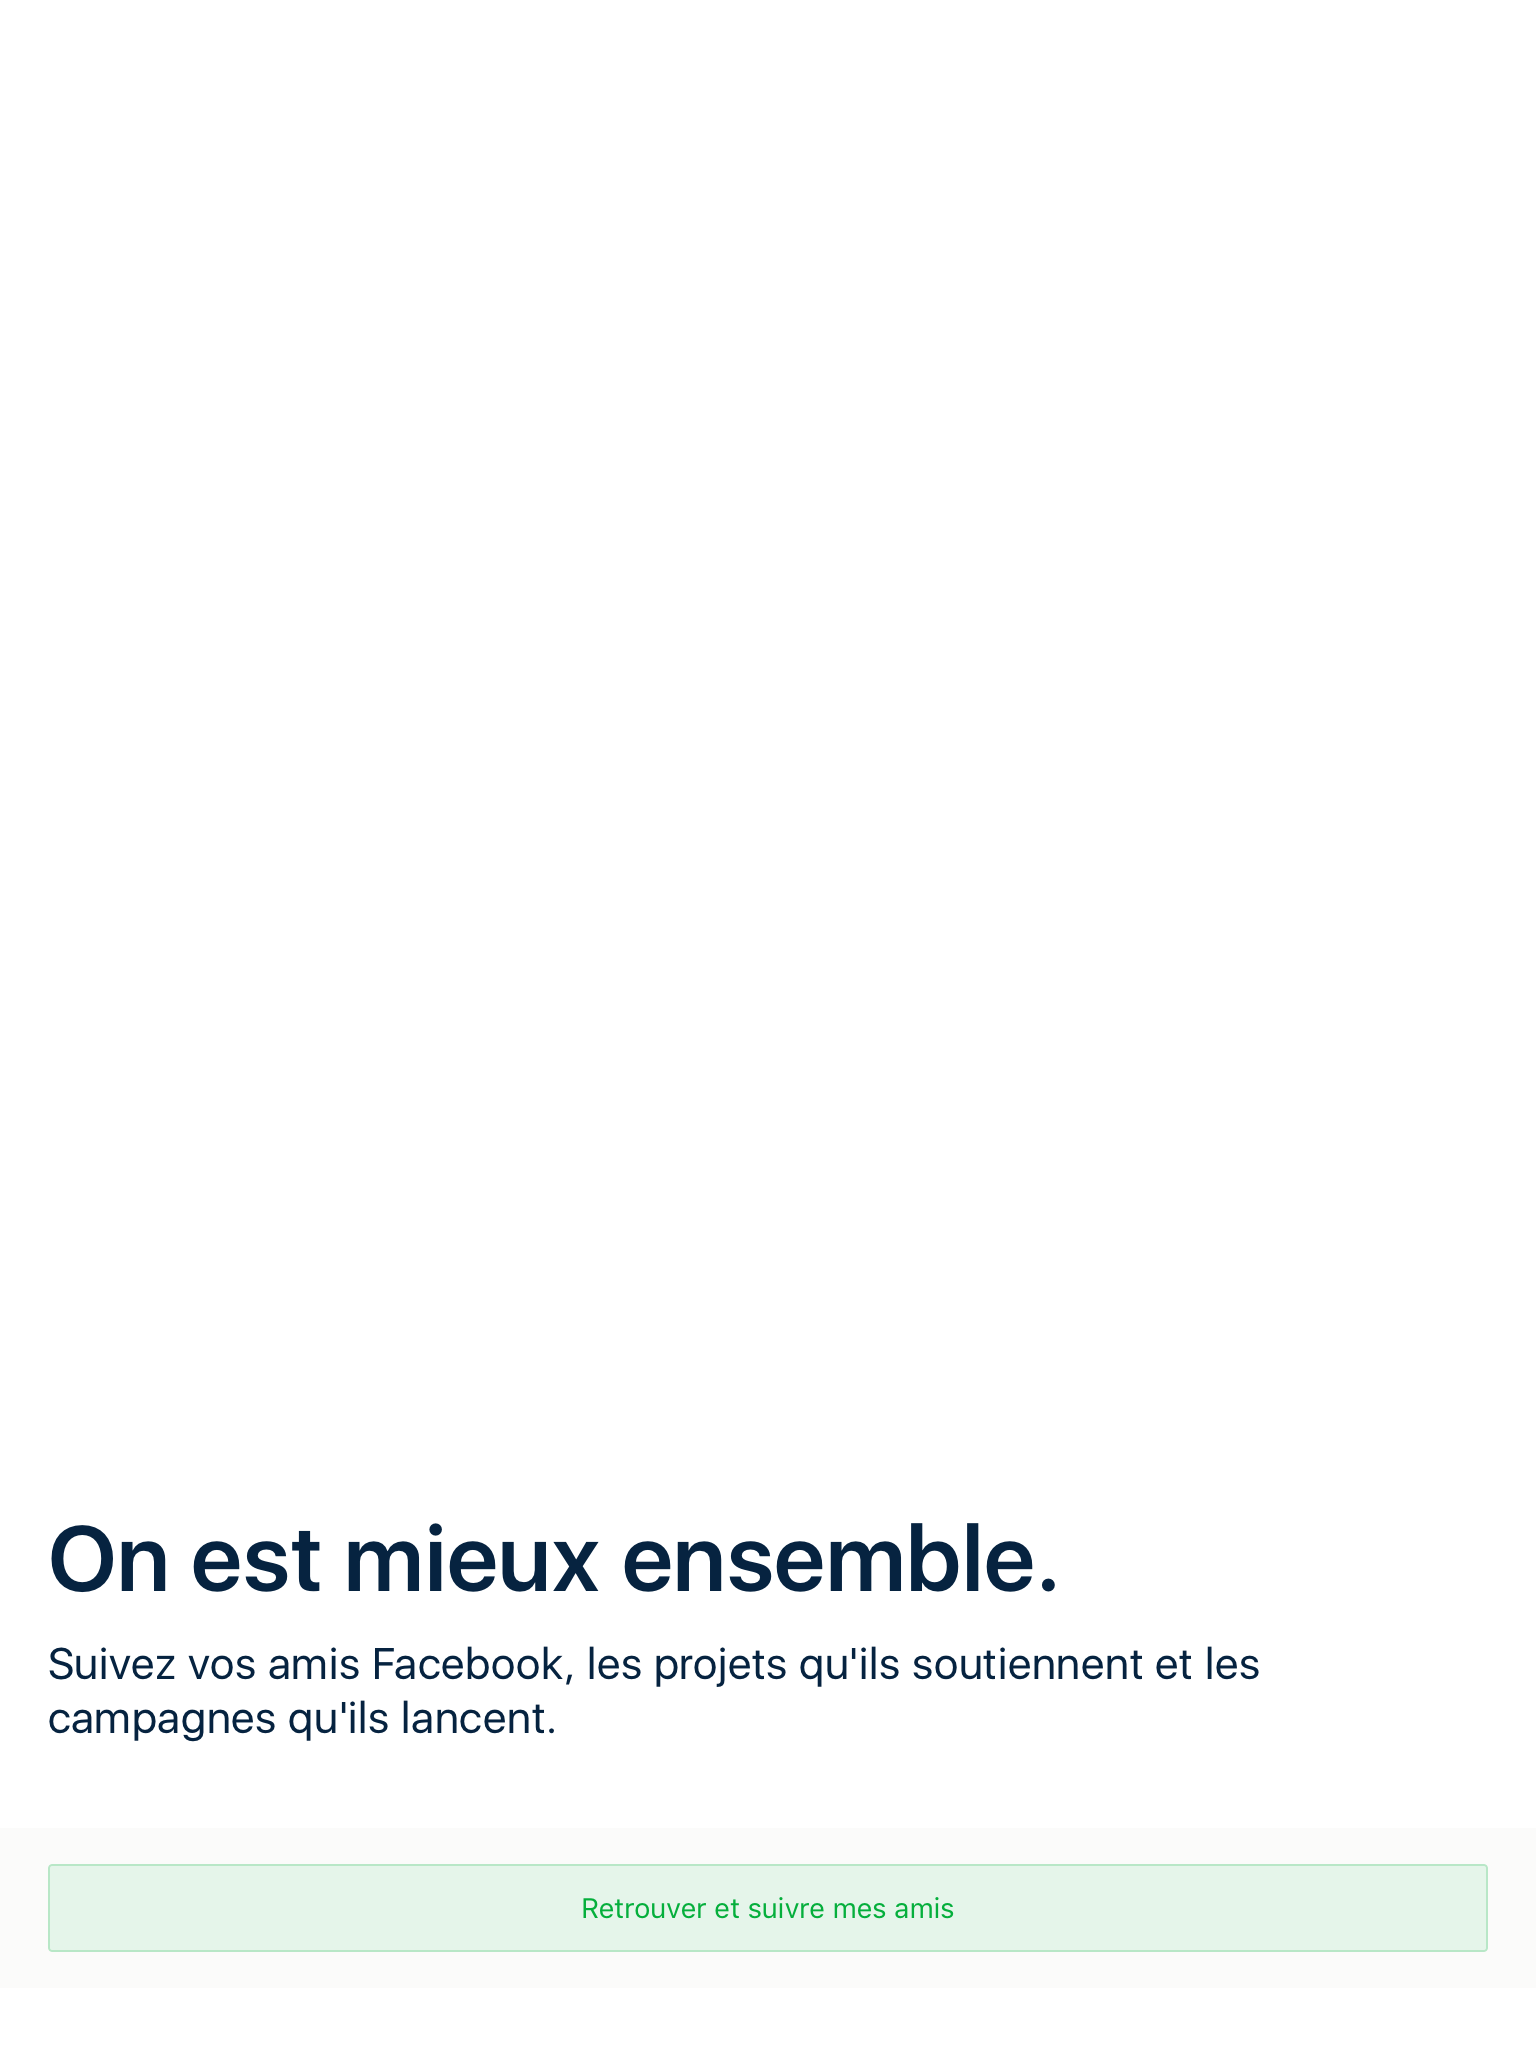 On est mieux ensemble.
Suivez vos amis Facebook, les projets qu'ils soutiennent et les
campagnes qu'ils lancent.
Retrouver et suivre mes amis